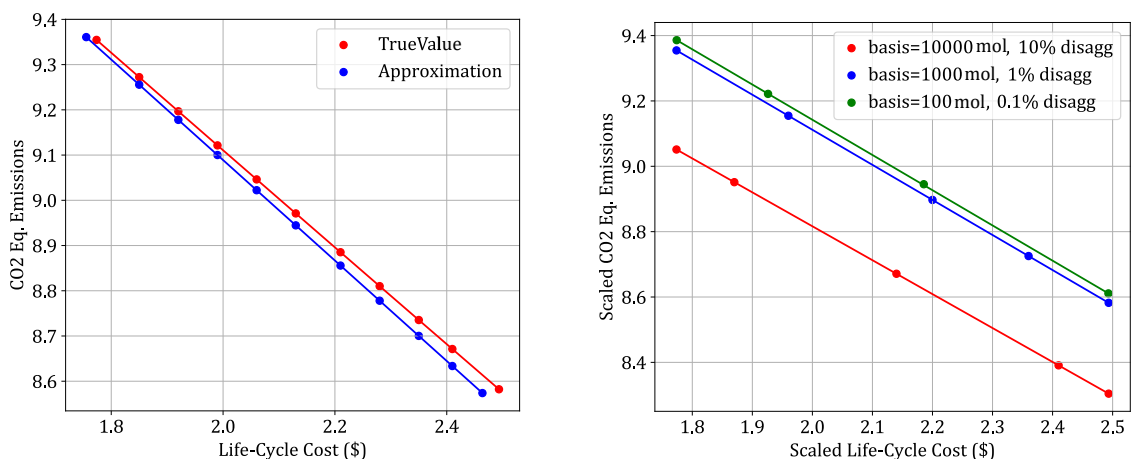 9.4
9.3
9.2
9.1
9.0
8.9
8.8
8.7
8.6
CO2 Eq. Emissions
TrueValue
Approximation
1.8 2.0 2.2 2.4
Life-Cycle Cost ($)
9.4
9.2
9.0
8.8
8.6
8.4
Scaled CO2 Eq. Emissions
basis=10000 mol, 10% disagg
basis=1000 mol, 1% disagg
basis=100 mol, 0.1% disagg
1.8 1.9 2.0 2.1 2.2 2.3 2.4 2.5
Scaled Life-Cycle Cost ($)